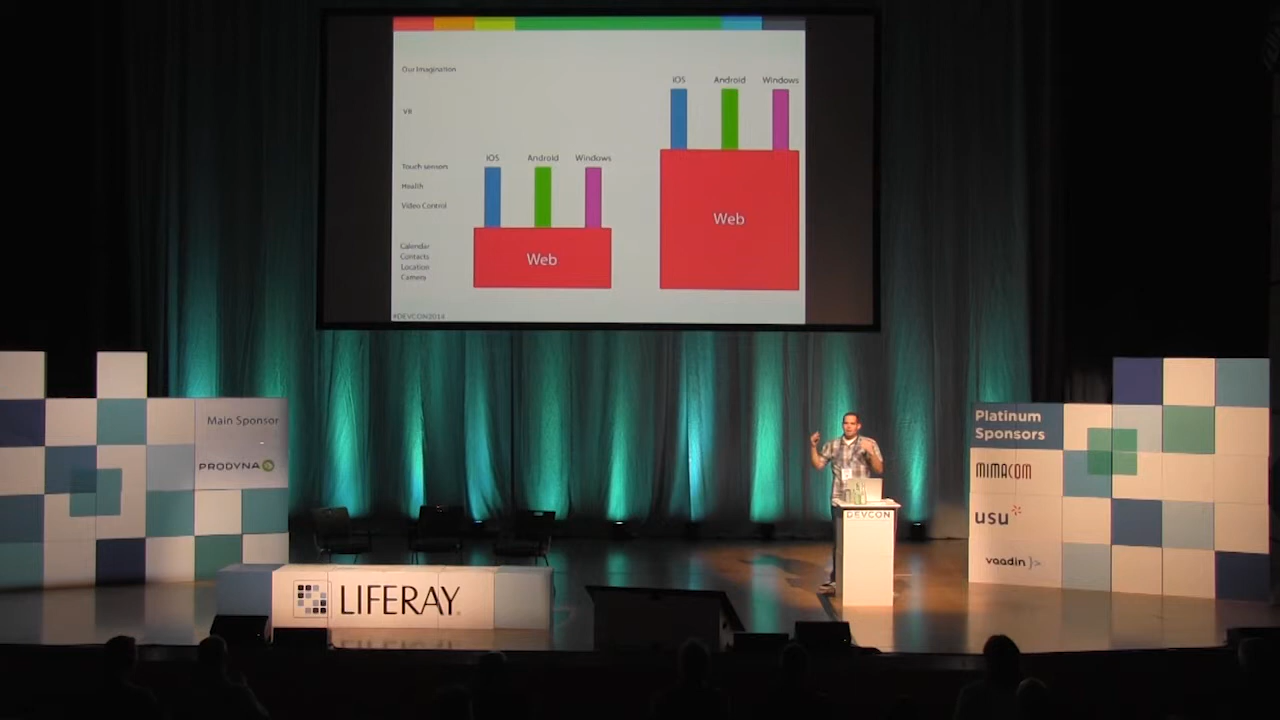 Our Imagination
VR
Touch sensors
Health
Video Control
Calendar
Contacts
Location
Camera
iOS
Android
Windows
Web
iOS
Android
Windows
Web
#DEVCON2014
Main Sponsor
PRODYNA
Platinum
Sponsors
MIMACOM
usu
vaadin}>
DEVCON
LIFERAY.